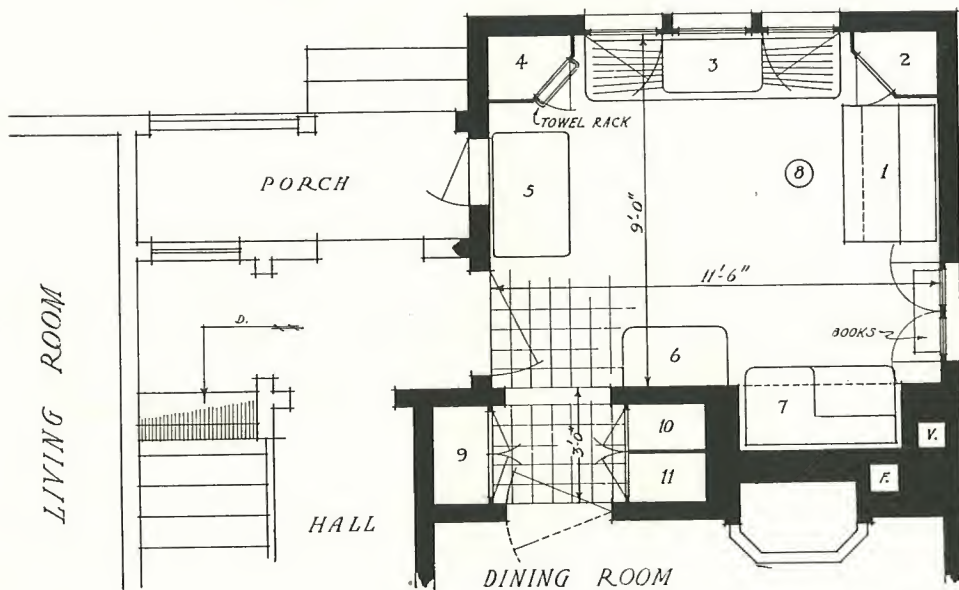 4
3
2
TOWEL RACK
1
8
5
PORCH
9'-0"
11'-6"
BOOKS
D.
6
7
LIVING ROOM
3'-0"
9
10
11
V.
F.
HALL
DINING ROOM